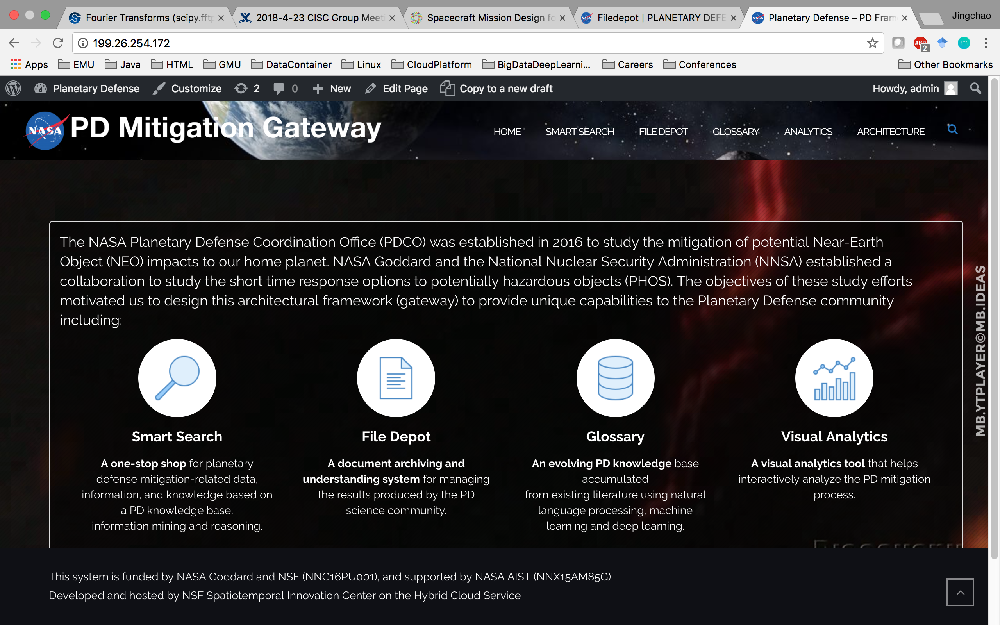 Fourier Transforms (scipy.fftp
2018-4-23 CISC Group Meeti
Spacecraft Mission Design fo
Filedepot | PLANETARY DEFE
Planetary Defense – PD Fram
Jingchao
199.26.254.172
ABP
2
m
Apps
EMU
Java
HTML
GMU
DataContainer
Linux
CloudPlatform
BigDataDeepLearni...
Careers
Conferences
Other Bookmarks
Planetary Defense
Customize
2
0
New
Edit Page
Copy to a new draft
Howdy, admin
NASA
PD Mitigation Gateway
HOME
SMART SEARCH
FILE DEPOT
GLOSSARY
ANALYTICS
ARCHITECTURE
The NASA Planetary Defense Coordination Office (PDCO) was established in 2016 to study the mitigation of potential Near-Earth
Object (NEO) impacts to our home planet. NASA Goddard and the National Nuclear Security Administration (NNSA) established a
collaboration to study the short time response options to potentially hazardous objects (PHOS). The objectives of these study efforts
motivated us to design this architectural framework (gateway) to provide unique capabilities to the Planetary Defense community
including:
Smart Search
A one-stop shop for planetary
defense mitigation-related data,
information, and knowledge based on
a PD knowledge base,
information mining and reasoning.
File Depot
A document archiving and
understanding system for managing
the results produced by the PD
science community.
Glossary
An evolving PD knowledge base
accumulated
from existing literature using natural
language processing, machine
learning and deep learning.
Visual Analytics
A visual analytics tool that helps
interactively analyze the PD mitigation
process.
MB.YTPLAYER©MB.IDEAS
This system is funded by NASA Goddard and NSF (NNG16PU001), and supported by NASA AIST (NNX15AM85G).
Developed and hosted by NSF Spatiotemporal Innovation Center on the Hybrid Cloud Service